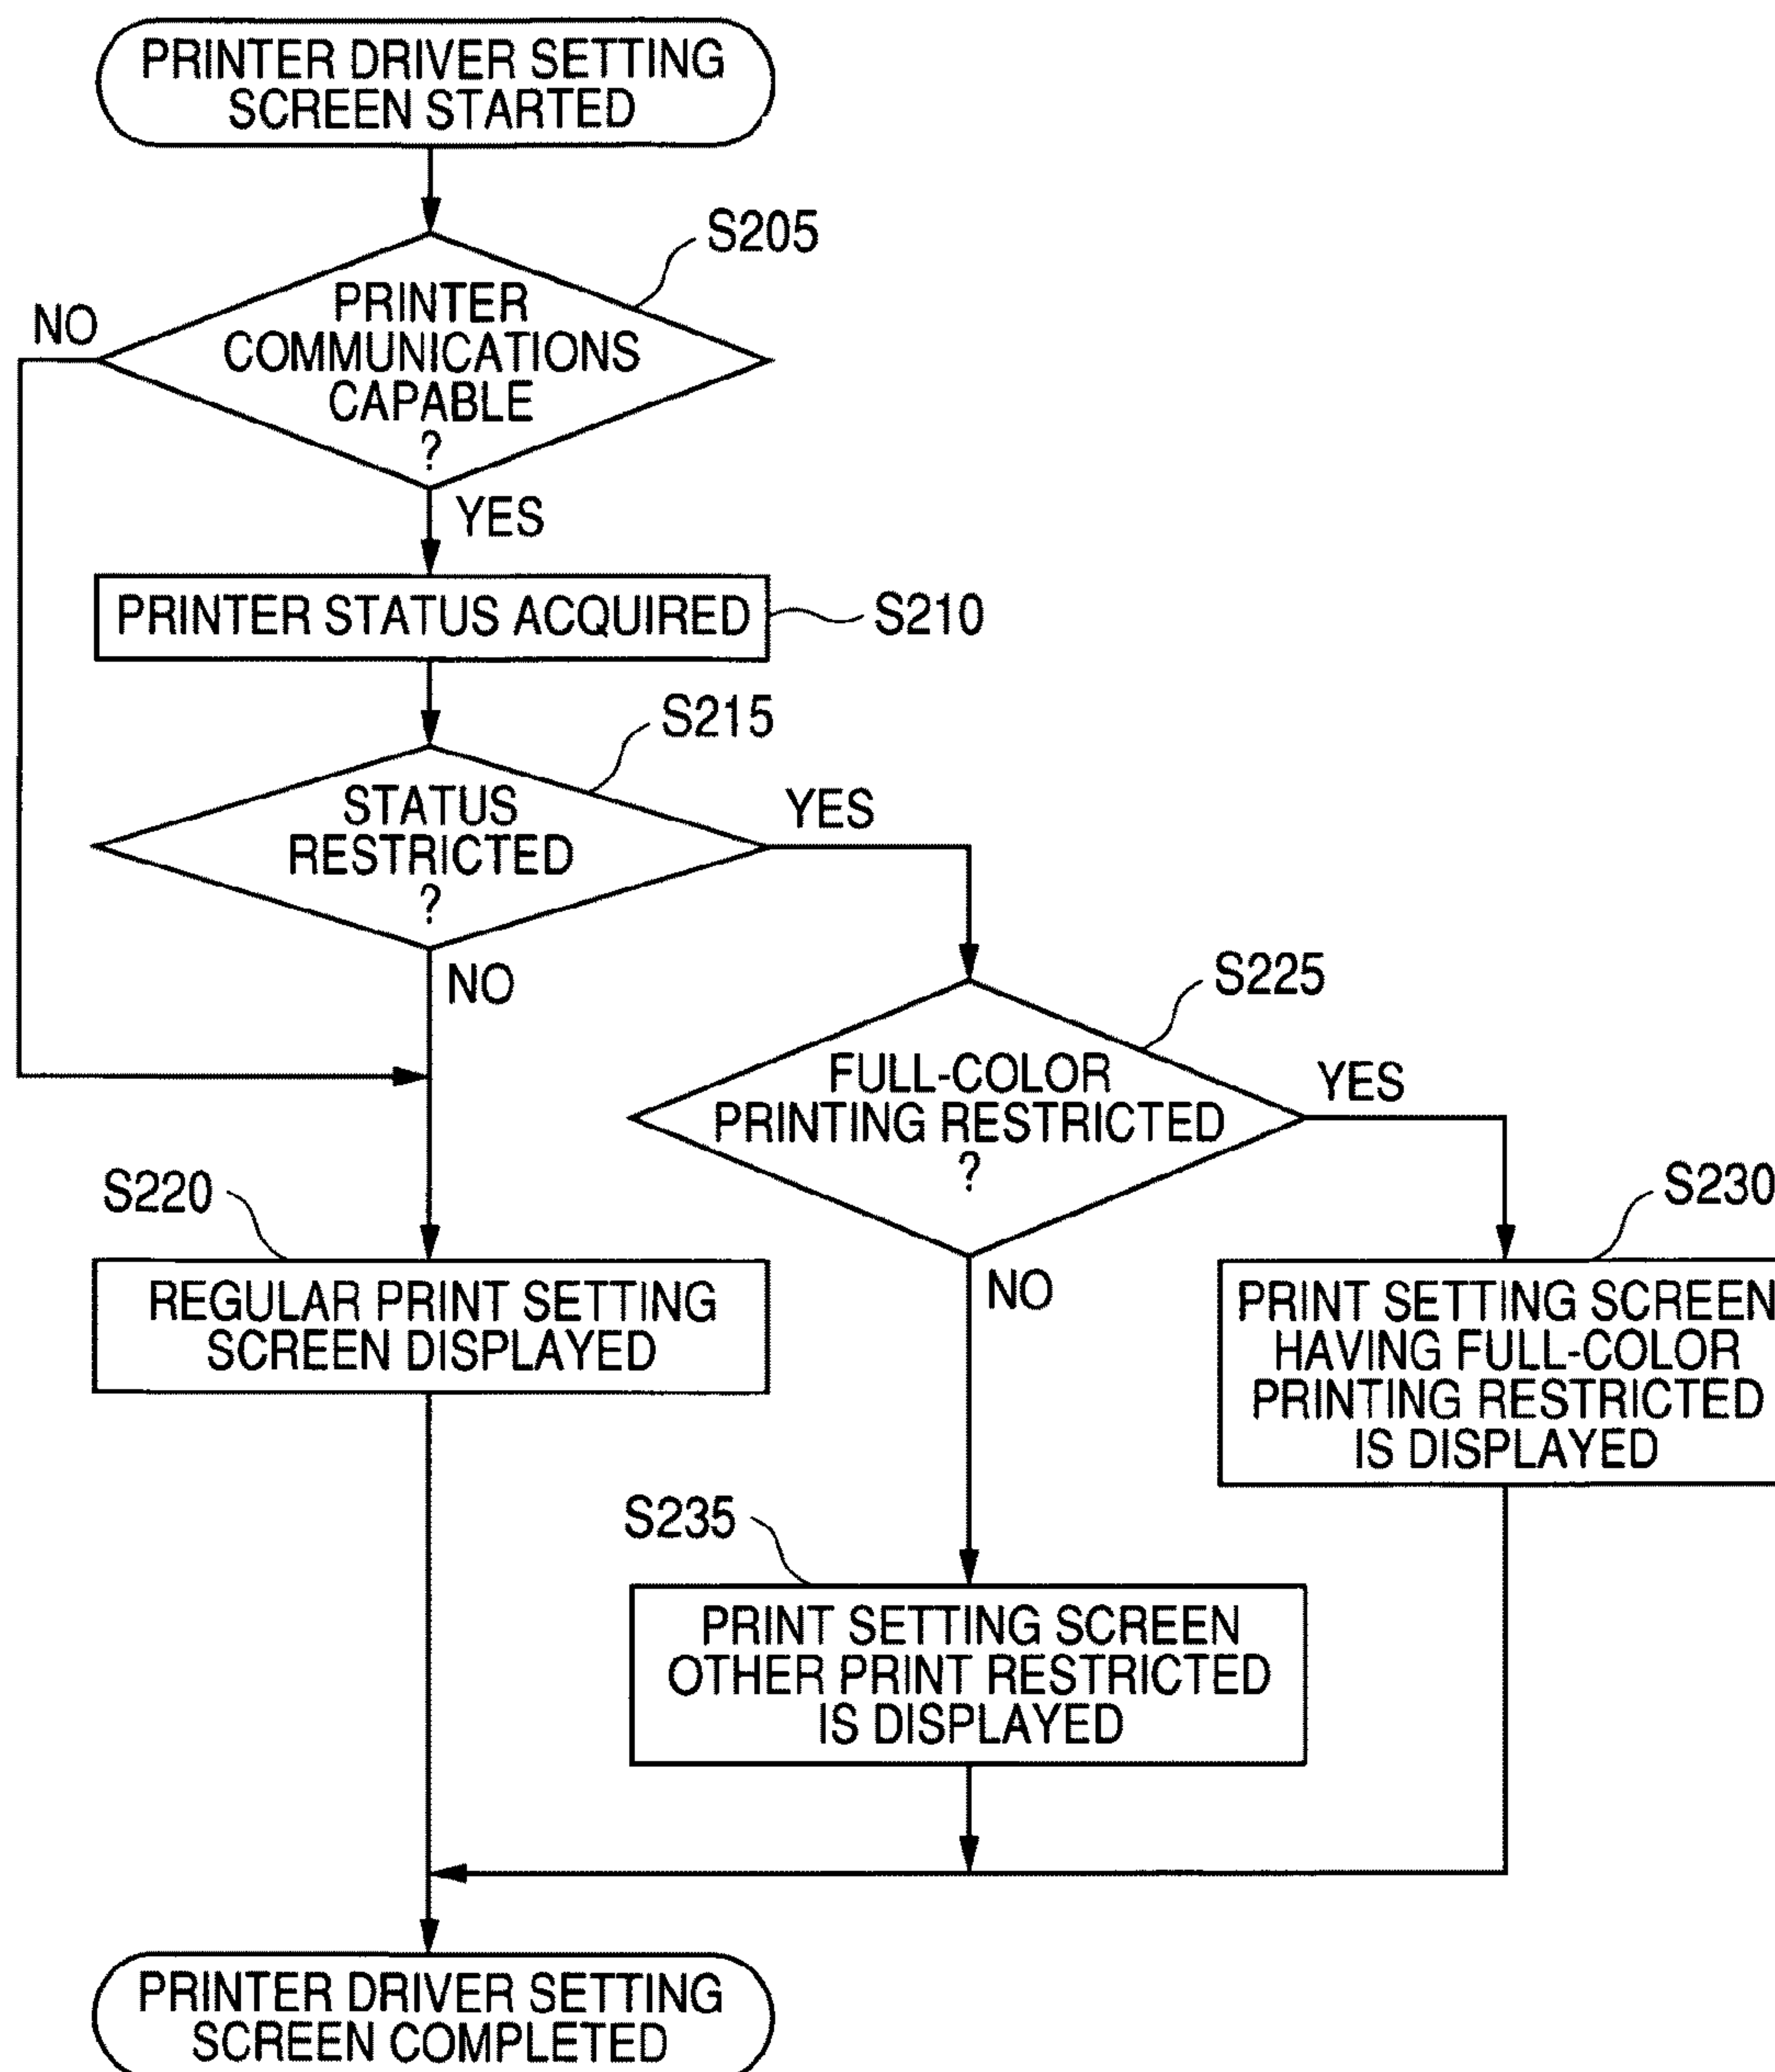 PRINTER DRIVER SETTING
SCREEN STARTED
S205
PRINTER
COMMUNICATIONS
CAPABLE
?
NO
YES
PRINTER STATUS ACQUIRED
S210
S215
STATUS
RESTRICTED
?
YES
NO
S225
FULL-COLOR
PRINTING RESTRICTED
?
YES
NO
S220
REGULAR PRINT SETTING
SCREEN DISPLAYED
S230
PRINT SETTING SCREEN
HAVING FULL-COLOR
PRINTING RESTRICTED
IS DISPLAYED
S235
PRINT SETTING SCREEN
OTHER PRINT RESTRICTED
IS DISPLAYED
PRINTER DRIVER SETTING
SCREEN COMPLETED